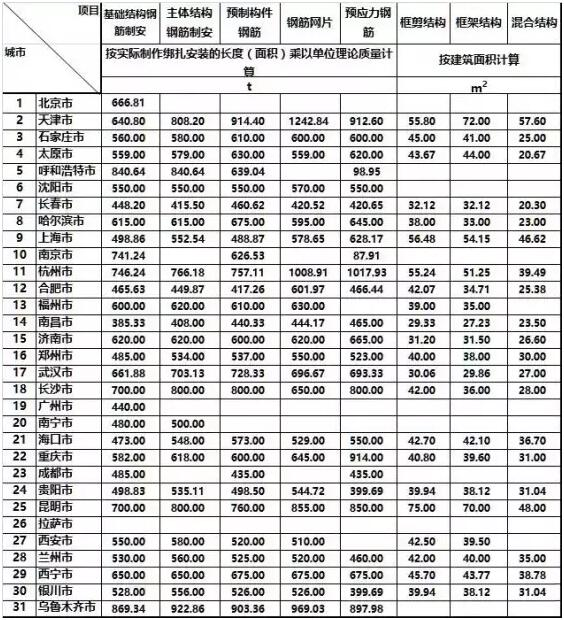 项目
城市
基础结构钢筋制安 主体结构钢筋制安 预制构件钢筋 钢筋网片 预应力钢筋 框剪结构 框架结构 混合结构
按实际制作绑扎安装的长度（面积）乘以单位理论质量计算 按建筑面积计算
t m²
1 北京市 666.81
2 天津市 640.80 808.20 914.40 1242.84 912.60 55.80 72.00 57.60
3 石家庄市 560.00 580.00 610.00 600.00 600.00 45.00 41.00 25.00
4 太原市 559.00 579.00 630.00 559.00 620.00 43.67 44.00 20.67
5 呼和浩特市 840.64 840.64 639.04 98.95
6 沈阳市 550.00 550.00 550.00 570.00 550.00
7 长春市 448.20 415.50 460.62 420.52 420.65 32.12 32.12 20.30
8 哈尔滨市 615.00 615.00 675.00 595.00 645.00 38.00 33.00 23.00
9 上海市 498.86 552.54 488.87 578.65 628.17 56.48 54.15 46.62
10 南京市 741.24 626.53 87.91
11 杭州市 746.24 766.18 757.11 1008.91 1017.93 55.24 51.25 39.49
12 合肥市 465.63 449.87 417.26 601.97 466.44 42.07 34.71 25.38
13 福州市 600.00 620.00 610.00 630.00 39.00 35.00
14 南昌市 385.33 408.00 440.33 444.17 465.00 29.33 27.23 23.50
15 济南市 620.00 620.00 600.00 620.00 665.00 31.20 31.50 26.60
16 郑州市 485.00 534.00 537.00 550.00 523.00 40.00 38.00 30.00
17 武汉市 661.88 703.13 728.33 696.67 693.33 30.06 29.86 27.00
18 长沙市 700.00 800.00 800.00 650.00 800.00 42.00 36.00 28.00
19 广州市 440.00
20 南宁市 480.00 500.00
21 海口市 473.00 548.00 573.00 529.00 550.00 42.70 42.10 36.70
22 重庆市 582.00 618.00 600.00 645.00 914.00 40.80 39.60 31.00
23 成都市 485.00 435.00 435.00
24 贵阳市 498.83 535.11 498.50 544.72 399.69 39.94 38.12 31.04
25 昆明市 700.00 800.00 760.00 855.00 850.00 75.00 70.00 48.00
26 拉萨市
27 西安市 550.00 580.00 520.00 510.00 42.50 39.50
28 兰州市 530.00 560.00 525.00 520.00 460.00 42.00 40.00 35.00
29 西宁市 650.00 650.00 675.00 675.00 675.00 45.70 43.77 38.78
30 银川市 528.00 556.00 526.00 526.00 399.69 39.94 38.12 31.04
31 乌鲁木齐市 869.34 922.86 903.36 969.03 897.98